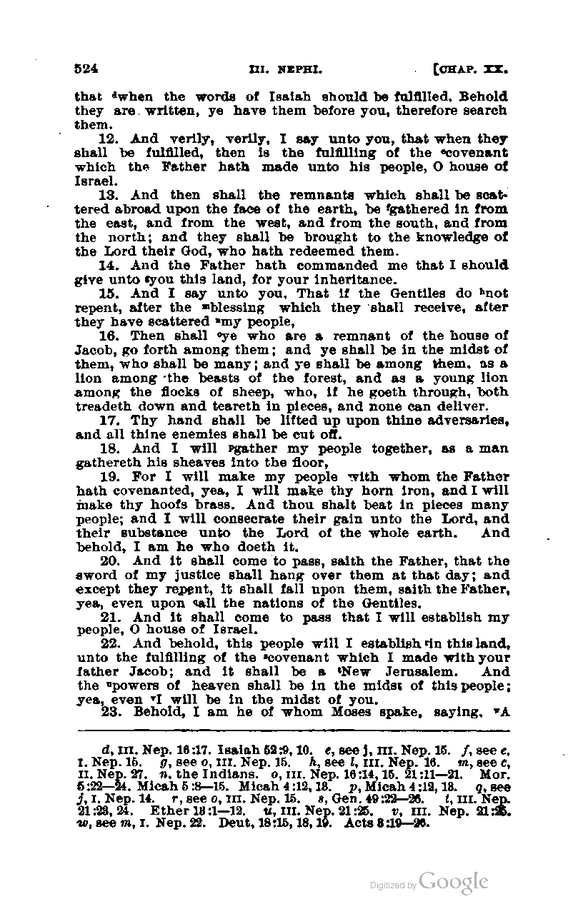 524 III. NEPHI. [CHAP. XX.
that dwhen the words of Isaiah should be fulfilled. Behold
they are written, ye have them before you, therefore search
them.
12. And verily, verily, I say unto you, that when they
shall be fulfilled, then is the fulfilling of the ecovenant
which the Father hath made unto his people, O house of
Israel.
13. And then shall the remnants which shall be scat-
tered abroad upon the face of the earth, be fgathered in from
the east, and from the west, and from the south, and from
the north; and they shall be brought to the knowledge of
the Lord their God, who hath redeemed them.
14. And the Father hath commanded me that I should
give unto gyou this land, for your inheritance.
15. And I say unto you, That if the Gentiles do hnot
repent, after the mblessing which they shall receive, after
they have scattered nmy people,
16. Then shall oye who are a remnant of the house of
Jacob, go forth among them; and ye shall be in the midst of
them, who shall be many; and ye shall be among them, as a
lion among the beasts of the forest, and as a young lion
among the flocks of sheep, who, if he goeth through, both
treadeth down and teareth in pieces, and none can deliver.
17. Thy hand shall be lifted up upon thine adversaries,
and all thine enemies shall be cut off.
18. And I will pgather my people together, as a man
gathereth his sheaves into the floor,
19. For I will make my people with whom the Father
hath covenanted, yea, I will make thy horn iron, and I will
make thy hoofs brass. And thou shalt beat in pieces many
people; and I will consecrate their gain unto the Lord, and
their substance unto the Lord of the whole earth. And
behold, I am he who doeth it.
20. And it shall come to pass, saith the Father, that the
sword of my justice shall hang over them at that day; and
except they repent, it shall fall upon them, saith the Father,
yea, even upon qall the nations of the Gentiles.
21. And it shall come to pass that I will establish my
people, O house of Israel.
22. And behold, this people will I establish rin this land,
unto the fulfilling of the scovenant which I made with your
father Jacob; and it shall be a tNew Jerusalem. And
the upowers of heaven shall be in the midst of this people;
yea, even vI will be in the midst of you.
23. Behold, I am he of whom Moses spake, saying, wA
d, III. Nep. 16:17. Isaiah 52:9, 10. e, see j, III. Nep. 15. f, see e,
I. Nep. 15. g, see o, III. Nep. 15. h, see l, III. Nep. 16. m, see c,
II. Nep. 27. n, the Indians. o, III. Nep. 16:14, 15. 21:11—21. Mor.
5:22—24. Micah 5:8—15. Micah 4:12, 13. p, Micah 4:12, 13. q, see
j, I. Nep. 14. r, see o, III. Nep. 15. s, Gen. 49:22—26. t, III. Nep.
21:23, 24. Ether 13:1—12. u, III. Nep. 21:25. v, III. Nep. 21:25.
w, see m, I. Nep. 22. Deut, 18:15, 18, 19. Acts 3:19—26.
Digitized by Google